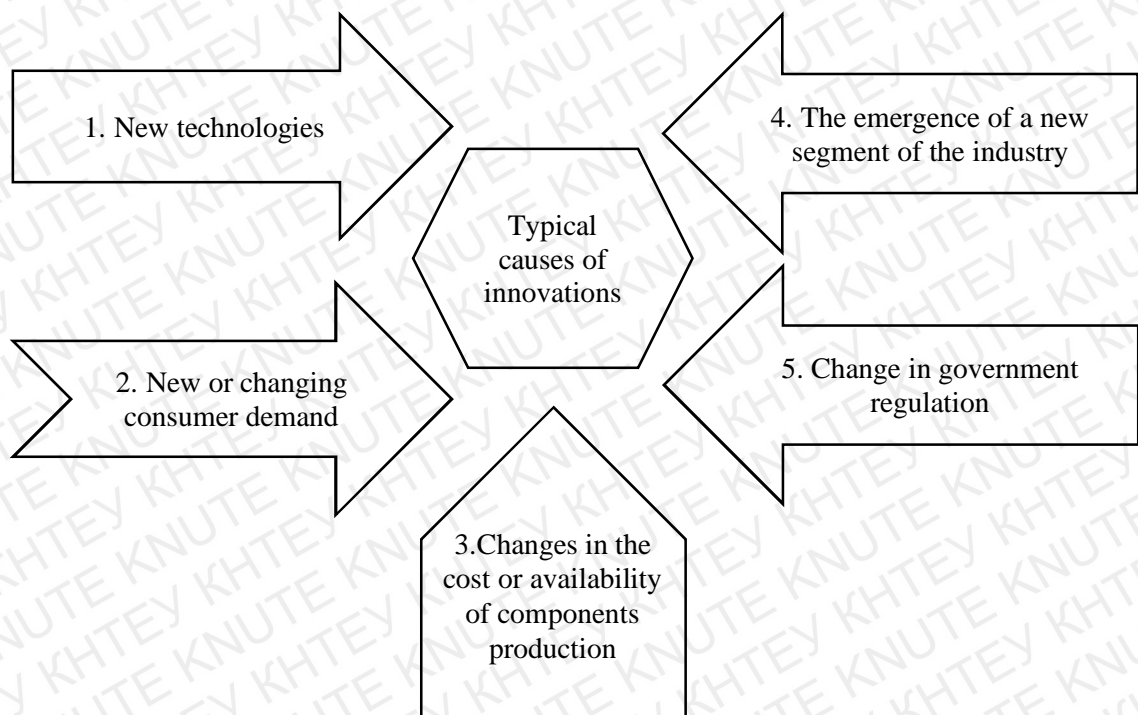 1. New technologies
4. The emergence of a new
segment of the industry
Typical
causes of
innovations
2. New or changing
consumer demand
5. Change in government
regulation
3.Changes in the
cost or availability
of components
production